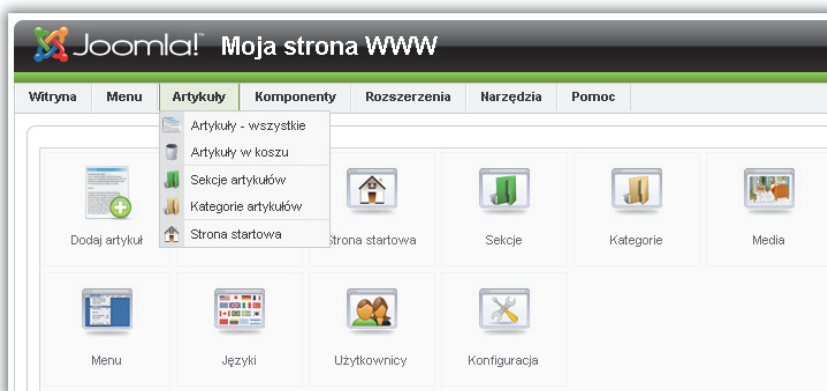 Joomla! Moja strona WWW
Witryna Menu Artykuły Komponenty Rozszerzenia Narzędzia Pomoc
Artykuły - wszystkie
Artykuły w koszu
Sekcje artykułów
Kategorie artykułów
Strona startowa
Dodaj artykuł Strona startowa Sekcje Kategorie Media
Menu Języki Użytkownicy Konfiguracja